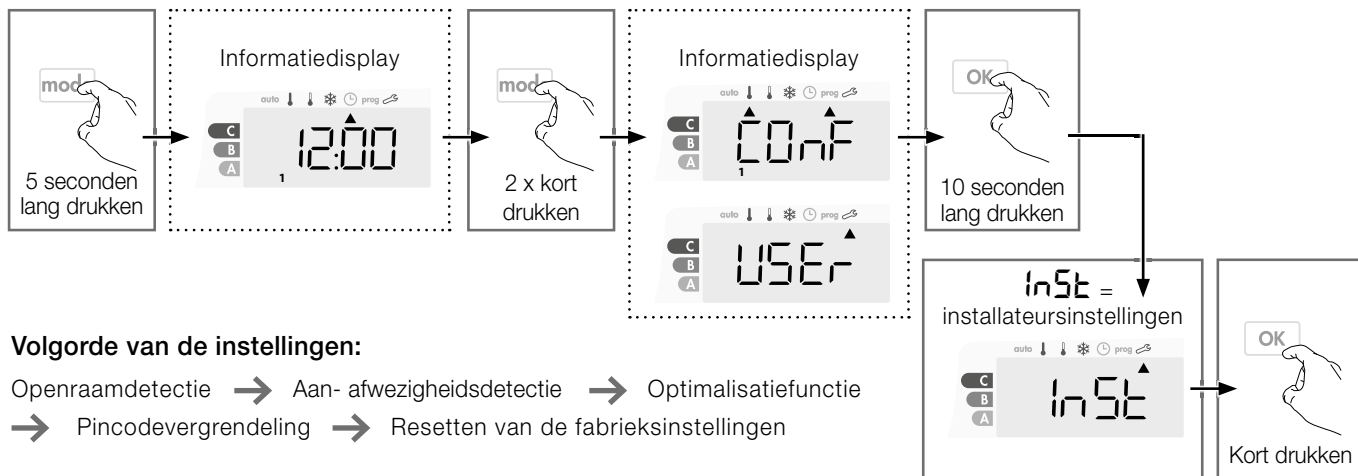 mod
5 seconden
lang drukken
Informatiedisplay
auto prog
C
B
A
12:00
1
mod
2 x kort
drukken
Informatiedisplay
auto prog
C
B
A
COnF
1
auto prog
C
B
A
USEr
OK
10 seconden
lang drukken
InSt =
installateursinstellingen
auto prog
C
B
A
InSt
OK
Kort drukken
Volgorde van de instellingen:
Openraamdetectie → Aan- afwezigheidsdetectie → Optimalisatiefunctie
→ Pincodevergrendeling → Resetten van de fabrieksinstellingen